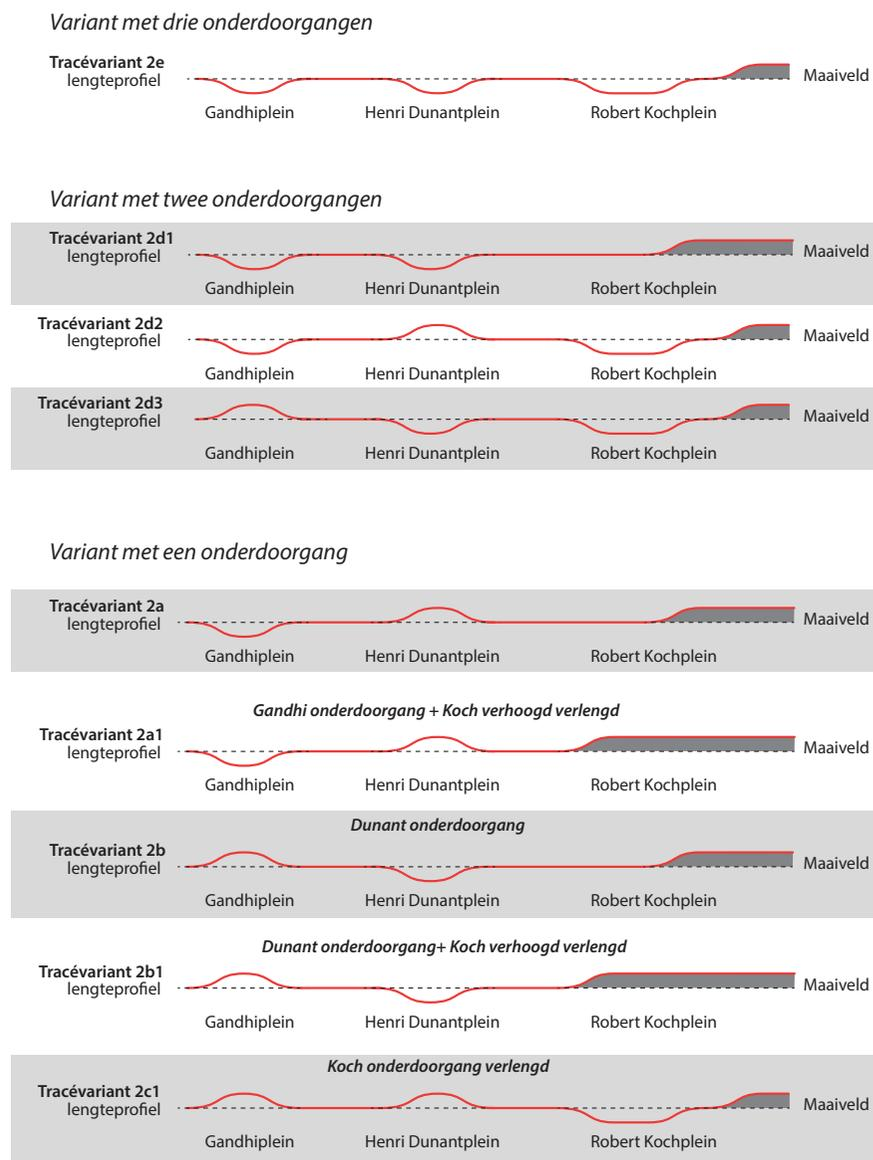 Variant met drie onderdoorgangen
Tracévariant 2e
lengteprofiel
Maaiveld
Gandhiplein Henri Dunantplein Robert Kochplein
Variant met twee onderdoorgangen
Tracévariant 2d1
lengteprofiel
Maaiveld
Gandhiplein Henri Dunantplein Robert Kochplein
Tracévariant 2d2
lengteprofiel
Maaiveld
Gandhiplein Henri Dunantplein Robert Kochplein
Tracévariant 2d3
lengteprofiel
Maaiveld
Gandhiplein Henri Dunantplein Robert Kochplein
Variant met een onderdoorgang
Tracévariant 2a
lengteprofiel
Maaiveld
Gandhiplein Henri Dunantplein Robert Kochplein
Gandhi onderdoorgang + Koch verhoogd verlengd
Tracévariant 2a1
lengteprofiel
Maaiveld
Gandhiplein Henri Dunantplein Robert Kochplein
Dunant onderdoorgang
Tracévariant 2b
lengteprofiel
Maaiveld
Gandhiplein Henri Dunantplein Robert Kochplein
Dunant onderdoorgang+ Koch verhoogd verlengd
Tracévariant 2b1
lengteprofiel
Maaiveld
Gandhiplein Henri Dunantplein Robert Kochplein
Koch onderdoorgang verlengd
Tracévariant 2c1
lengteprofiel
Maaiveld
Gandhiplein Henri Dunantplein Robert Kochplein